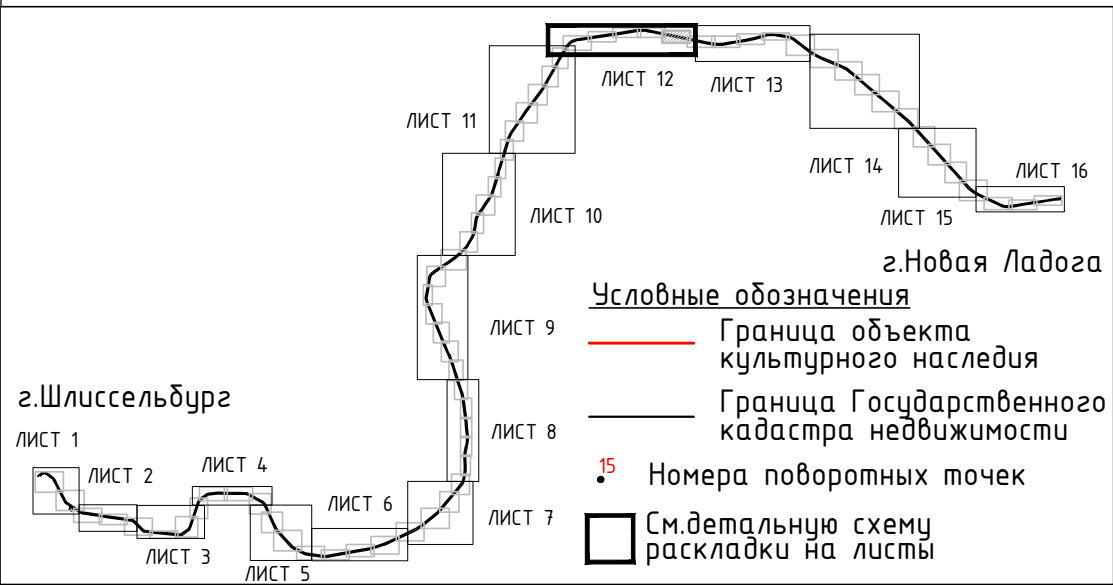 ЛИСТ 12
ЛИСТ 13
ЛИСТ 11
ЛИСТ 14
ЛИСТ 16
ЛИСТ 10
ЛИСТ 15
г.Новая Ладога
Условные обозначения
ЛИСТ 9
Граница объекта
культурного наследия
г.Шлиссельбург
Граница Государственного
кадастра недвижимости
ЛИСТ 1
ЛИСТ 8
ЛИСТ 2
ЛИСТ 4
15
Номера поворотных точек
ЛИСТ 6
ЛИСТ 7
См.детальную схему
раскладки на листы
ЛИСТ 3
ЛИСТ 5